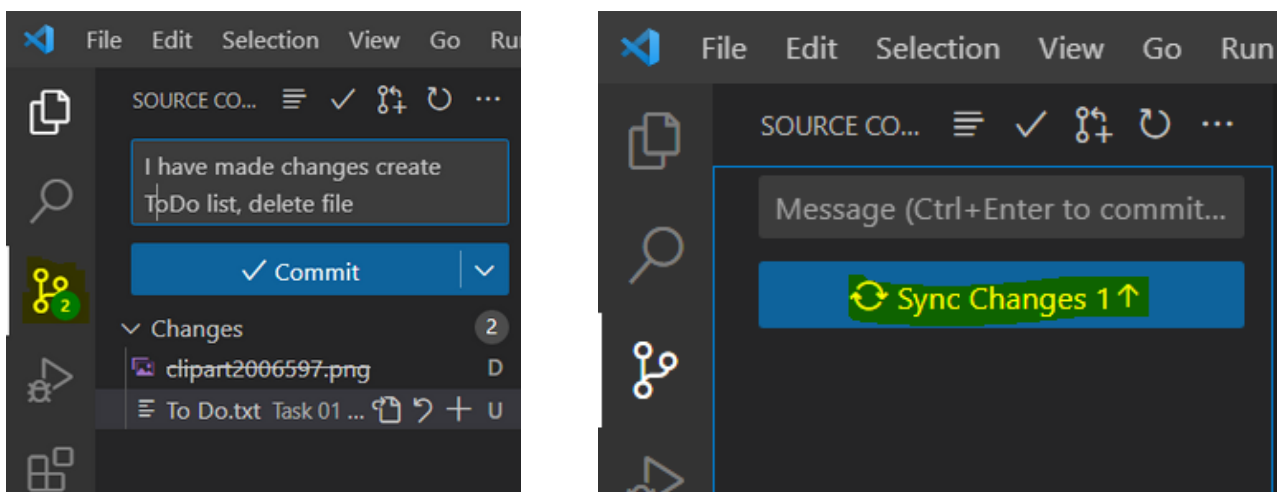 File Edit Selection View Go Ru
SOURCE CO... ...
I have made changes create
ToDo list, delete file
Commit
2
Changes 2
clipart2006597.png D
To Do.txt Task 01 ... U
File Edit Selection View Go Run
SOURCE CO... ...
Message (Ctrl+Enter to commit...
Sync Changes 1↑